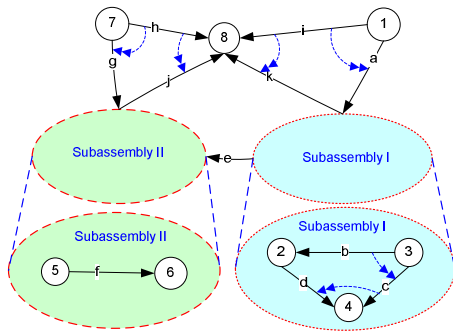 7
h
8
i
1
g
a
j
k
Subassembly II
e
Subassembly I
Subassembly II
Subassembly I
5
f
6
2
b
3
d
c
4